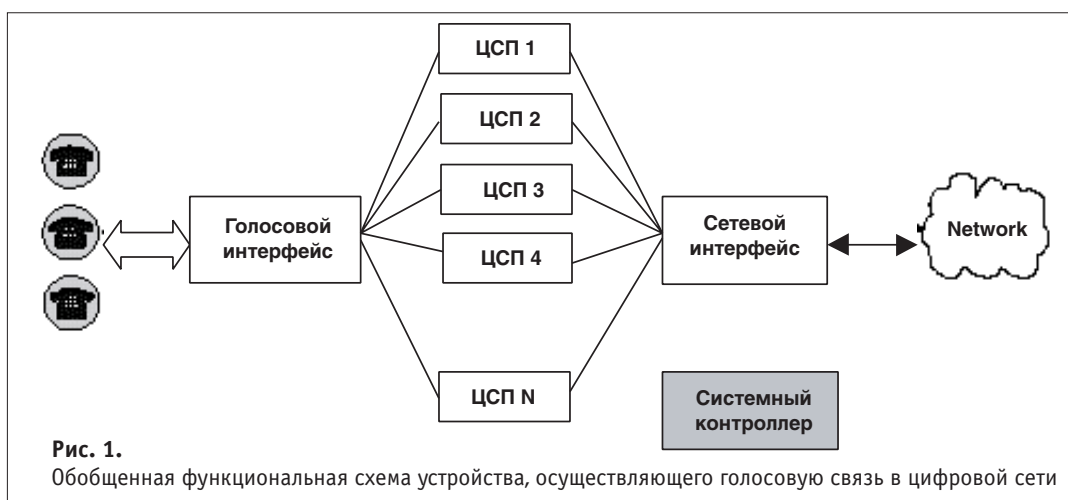 ЦСП 1
ЦСП 2
ЦСП 3
ЦСП 4
ЦСП N
Голосовой
интерфейс
Сетевой
интерфейс
Network
Системный
контроллер
Рис. 1.
Обобщенная функциональная схема устройства, осуществляющего голосовую связь в цифровой сети